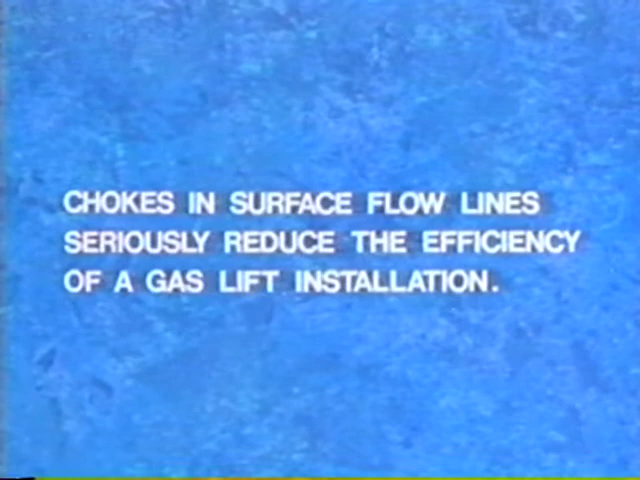 CHOKES IN SURFACE FLOW LINES
SERIOUSLY REDUCE THE EFFICIENCY
OF A GAS LIFT INSTALLATION.